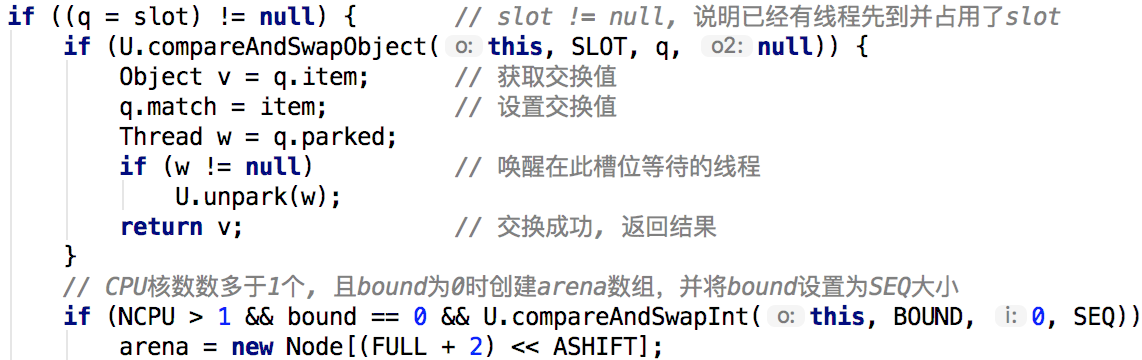 if ((q = slot) != null) { // slot != null, 说明已经有线程先到并占用了slot
if (U.compareAndSwapObject( o: this, SLOT, q, o2: null)) {
Object v = q.item; // 获取交换值
q.match = item; // 设置交换值
Thread w = q.parked;
if (w != null) // 唤醒在此槽位等待的线程
U.unpark(w);
return v; // 交换成功, 返回结果
}
// CPU核数数多于1个, 且bound为0时创建arena数组，并将bound设置为SEQ大小
if (NCPU > 1 && bound == 0 && U.compareAndSwapInt( o: this, BOUND, i: 0, SEQ))
arena = new Node[(FULL + 2) << ASHIFT];